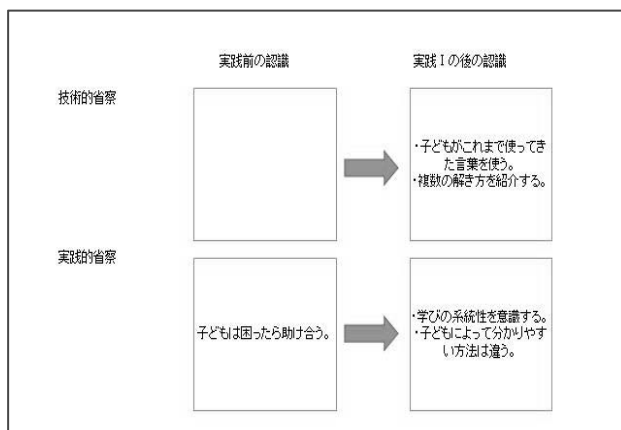 実践前の認識
実践Ⅰの後の認識
技術的省察
・子どもがこれまで使ってき
た言葉を使う。
・複数の解き方を紹介する。
実践的省察
子どもは困ったら助け合う。
・学びの系統性を意識する。
・子どもによって分かりやす
い方法は違う。